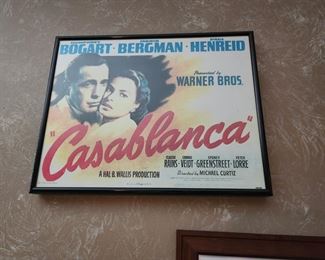 BOGART · BERGMAN · HENREID
Presented by
WARNER BROS.
"Casablanca"
CLAUDE CONRAD SYDNEY PETER
RAINS · VEIDT · GREENSTREET · LORRE
A HAL B. WALLIS PRODUCTION
Directed by MICHAEL CURTIZ